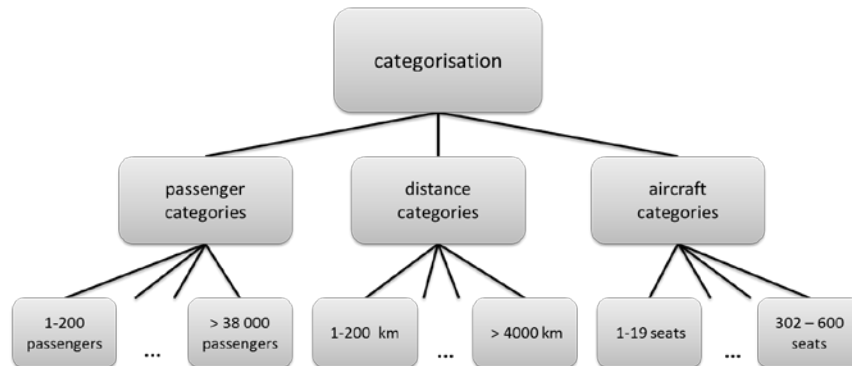 categorisation
passenger
categories
distance
categories
aircraft
categories
1-200
passengers
...
> 38 000
passengers
1-200 km
...
> 4000 km
1-19 seats
...
302 – 600
seats